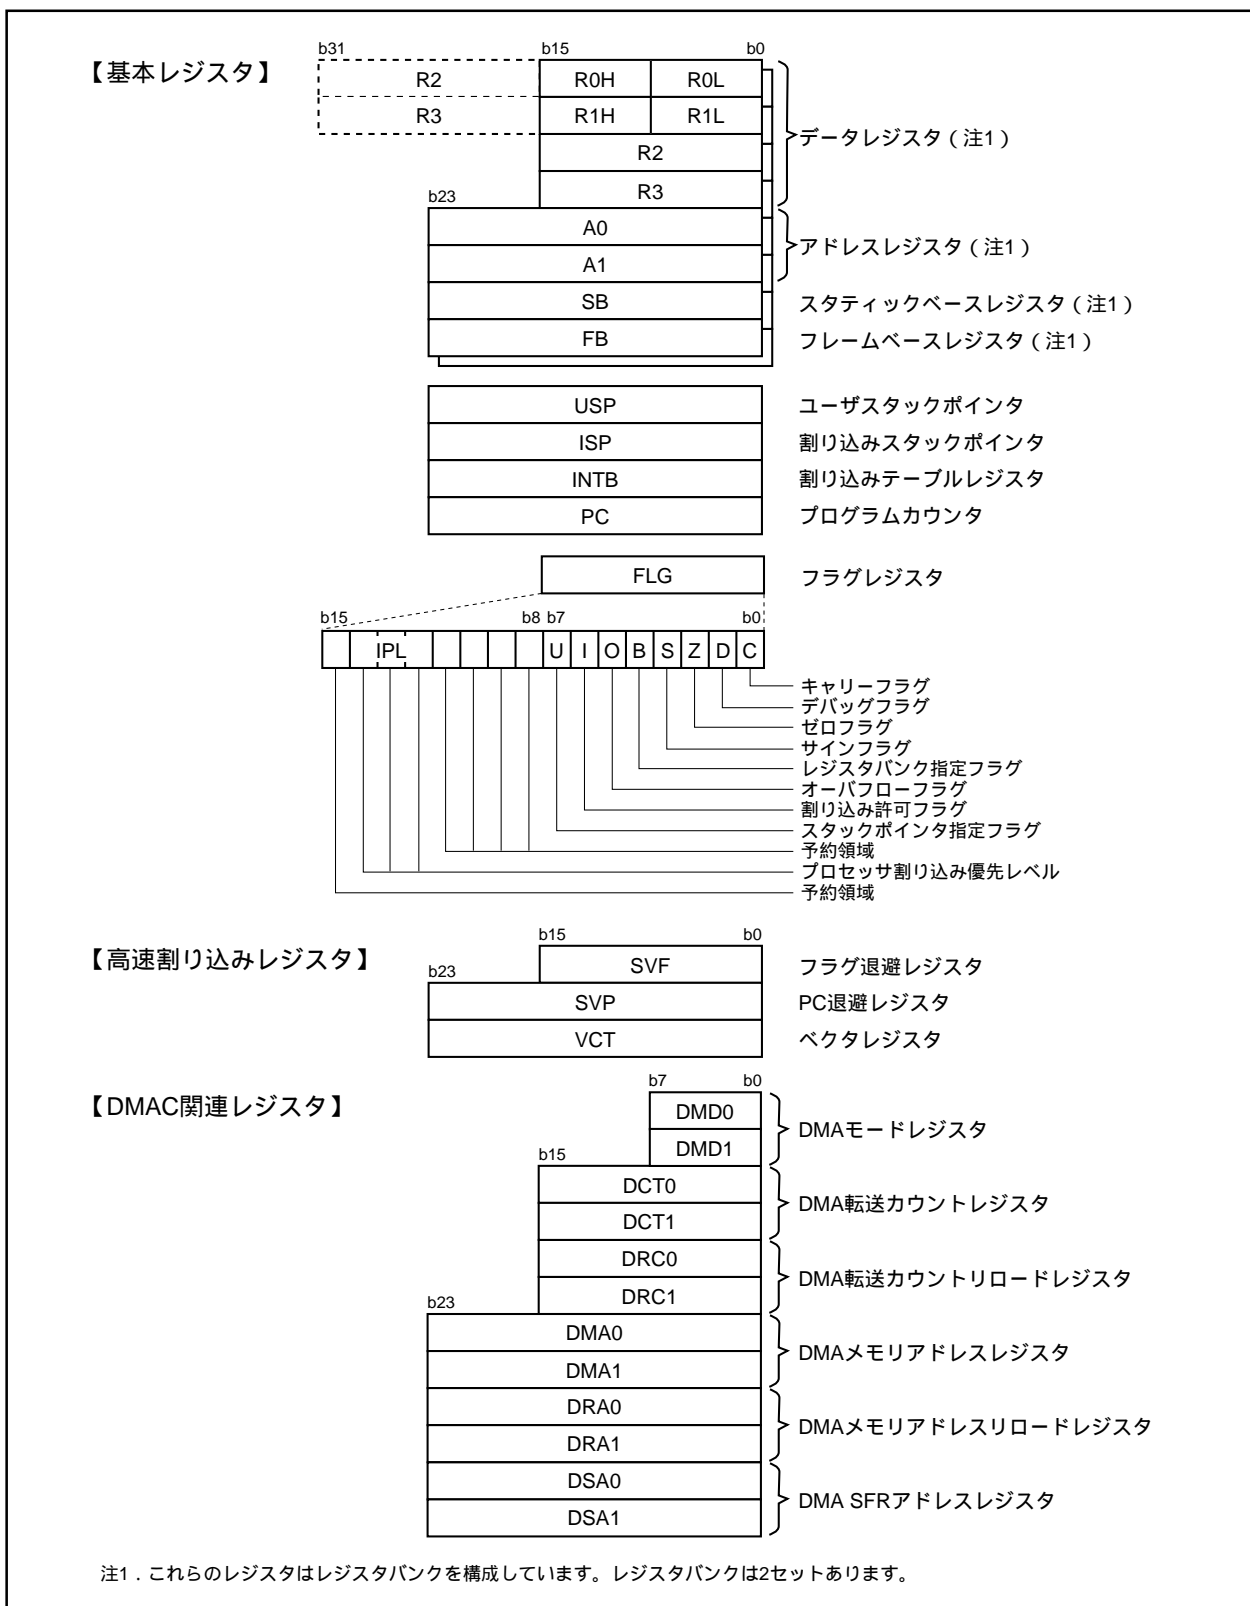 【基本レジスタ】
b31 b15 b0
R2 R0H R0L
R3 R1H R1L
R2
R3
データレジスタ（注1）
b23
A0
A1
アドレスレジスタ（注1）
SB スタティックベースレジスタ（注1）
FB フレームベースレジスタ（注1）
USP ユーザスタックポインタ
ISP 割り込みスタックポインタ
INTB 割り込みテーブルレジスタ
PC プログラムカウンタ
FLG フラグレジスタ
b15 b8 b7 b0
IPL U I O B S Z D C
キャリーフラグ
デバッグフラグ
ゼロフラグ
サインフラグ
レジスタバンク指定フラグ
オーバフローフラグ
割り込み許可フラグ
スタックポインタ指定フラグ
予約領域
プロセッサ割り込み優先レベル
予約領域
【高速割り込みレジスタ】
b15 b0
SVF フラグ退避レジスタ
b23
SVP PC退避レジスタ
VCT ベクタレジスタ
【DMAC関連レジスタ】
b7 b0
DMD0
DMD1
DMAモードレジスタ
b15
DCT0
DCT1
DMA転送カウントレジスタ
DRC0
DRC1
DMA転送カウントリロードレジスタ
b23
DMA0
DMA1
DMAメモリアドレスレジスタ
DRA0
DRA1
DMAメモリアドレスリロードレジスタ
DSA0
DSA1
DMA SFRアドレスレジスタ
注1．これらのレジスタはレジスタバンクを構成しています。レジスタバンクは2セットあります。